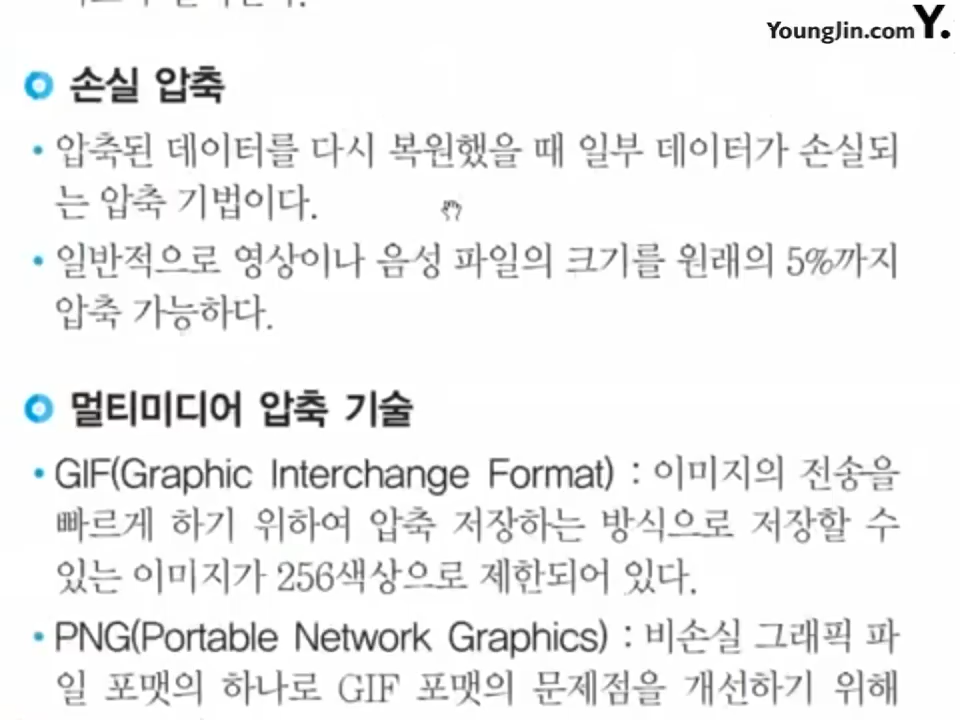 YoungJin.com Y.
손실 압축
• 압축된 데이터를 다시 복원했을 때 일부 데이터가 손실되
는 압축 기법이다.
• 일반적으로 영상이나 음성 파일의 크기를 원래의 5%까지
압축 가능하다.
멀티미디어 압축 기술
• GIF(Graphic Interchange Format) : 이미지의 전송을
빠르게 하기 위하여 압축 저장하는 방식으로 저장할 수
있는 이미지가 256색상으로 제한되어 있다.
• PNG(Portable Network Graphics) : 비손실 그래픽 파
일 포맷의 하나로 GIF 포맷의 문제점을 개선하기 위해